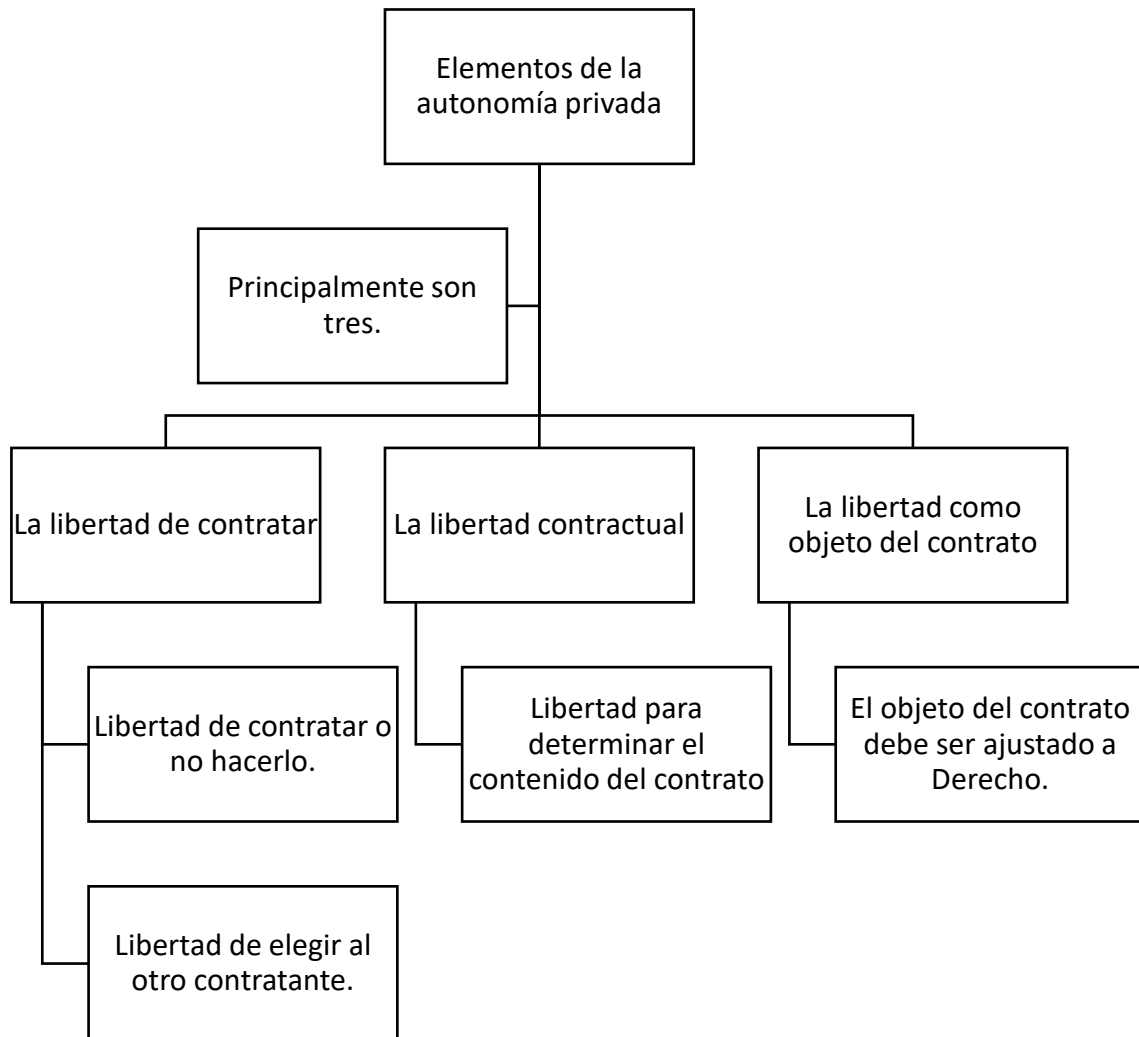 Elementos de la
autonomía privada
Principalmente son
tres.
La libertad de contratar
La libertad contractual
La libertad como
objeto del contrato
Libertad de contratar o
no hacerlo.
Libertad para
determinar el
contenido del contrato
El objeto del contrato
debe ser ajustado a
Derecho.
Libertad de elegir al
otro contratante.